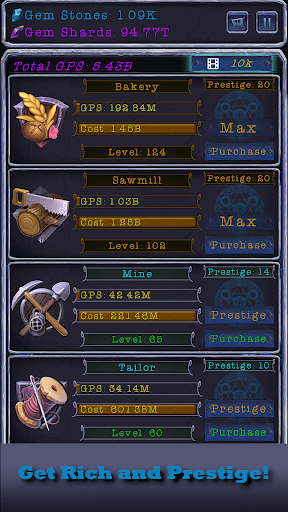 Gem Stones: 1.09K
Gem Shards: 94.77T
Total GPS: 5.43B
10k
Bakery
Prestige: 20
GPS: 192.84M
Cost: 1.45B
Max
Level: 124
Purchase
Sawmill
Prestige: 20
GPS: 1.03B
Cost: 1.25B
Max
Level: 102
Purchase
Mine
Prestige: 14
GPS: 42.42M
Cost: 221.46M
Prestige
Level: 65
Purchase
Tailor
Prestige: 10
GPS: 34.14M
Cost: 601.38M
Prestige
Level: 60
Purchase
Get Rich and Prestige!